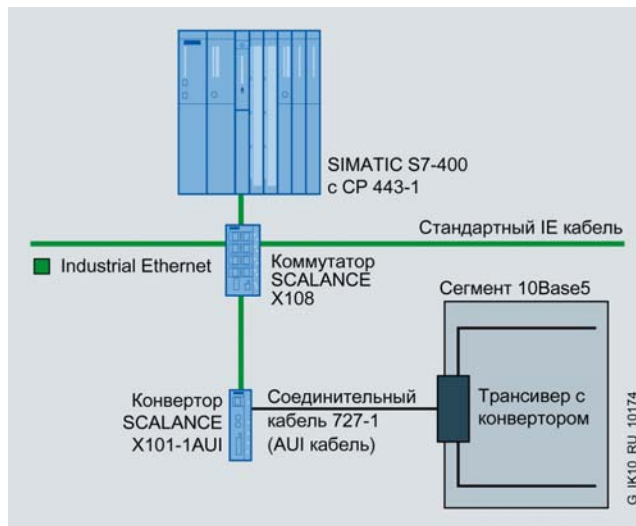 SIMATIC S7-400
с CP 443-1
Стандартный IE кабель
Industrial Ethernet
Коммутатор
SCALANCE
X108
Сегмент 10Base5
Конвертор
SCALANCE
X101-1AUI
Соединительный
кабель 727-1
(AUI кабель)
Трансивер с
конвертором
G_IK10_RU_10174